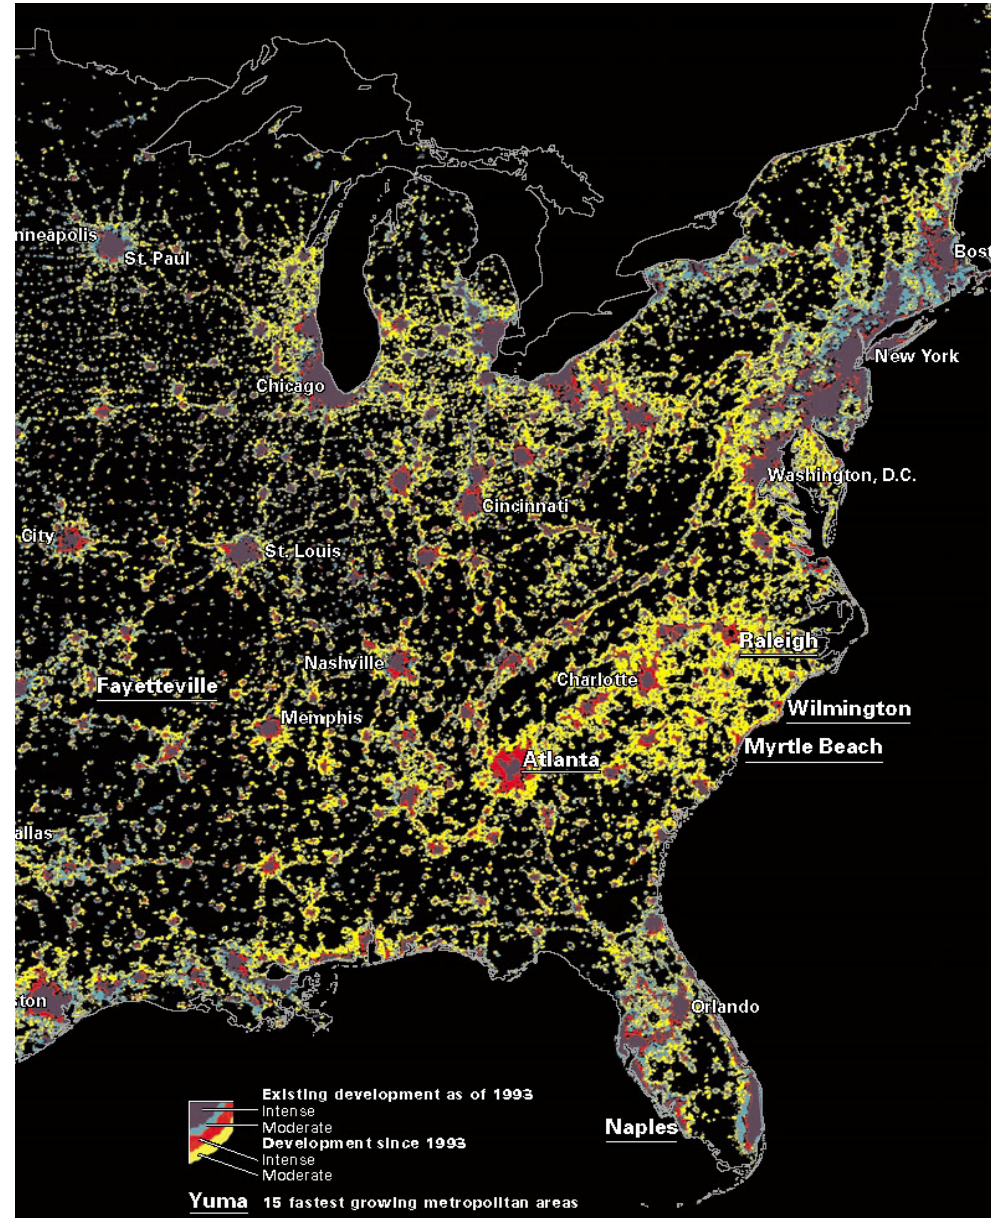 nneapolis
St. Paul
Bost
New York
Chicago
Washington, D.C.
Cincinnati
City
St. Louis
Raleigh
Nashville
Charlotte
Fayetteville
Wilmington
Memphis
Myrtle Beach
Atlanta
allas
ston
Orlando
Existing development as of 1993
Intense
Moderate
Development since 1993
Intense
Moderate
Naples
Yuma 15 fastest growing metropolitan areas